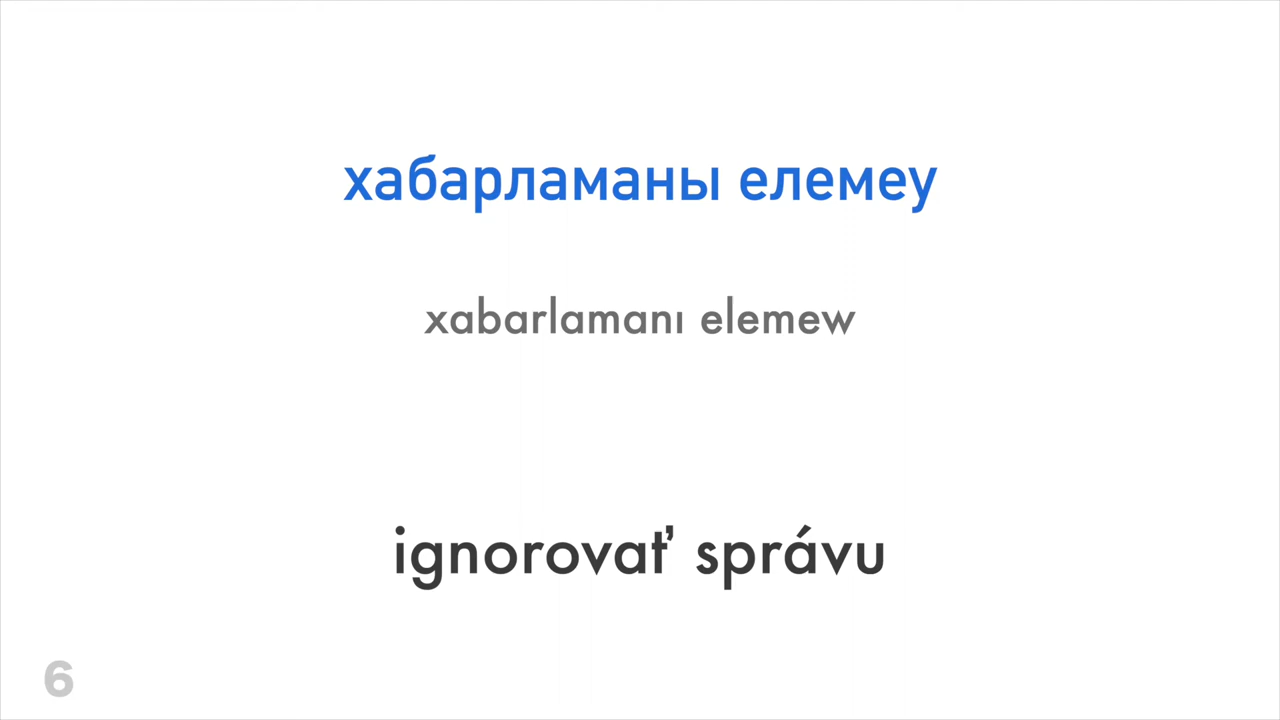 хабарламаны елемеу
xabarlamanı elemew
ignorovať správu
6